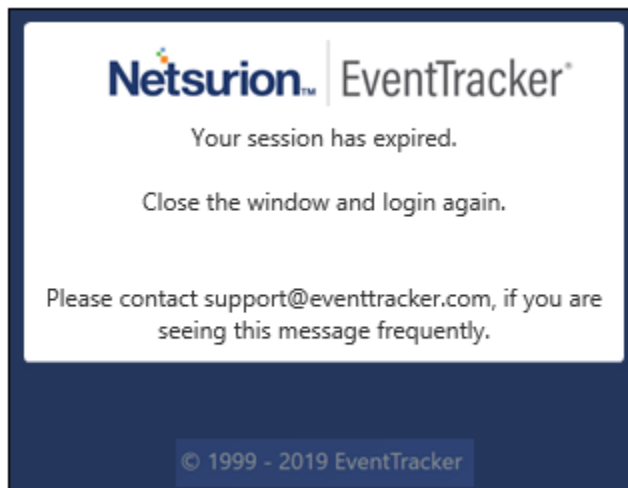 Netsurion™ EventTracker®
Your session has expired.
Close the window and login again.
Please contact support@eventtracker.com, if you are
seeing this message frequently.
© 1999 - 2019 EventTracker